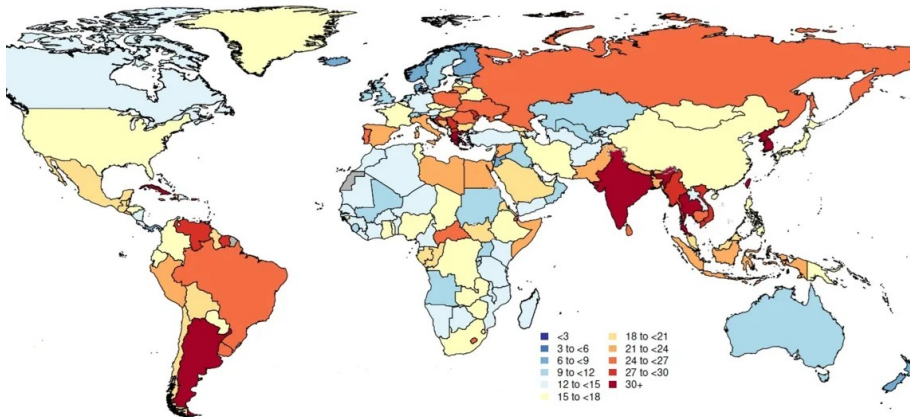 <3
3 to <6
6 to <9
9 to <12
12 to <15
15 to <18
18 to <21
21 to <24
24 to <27
27 to <30
30+